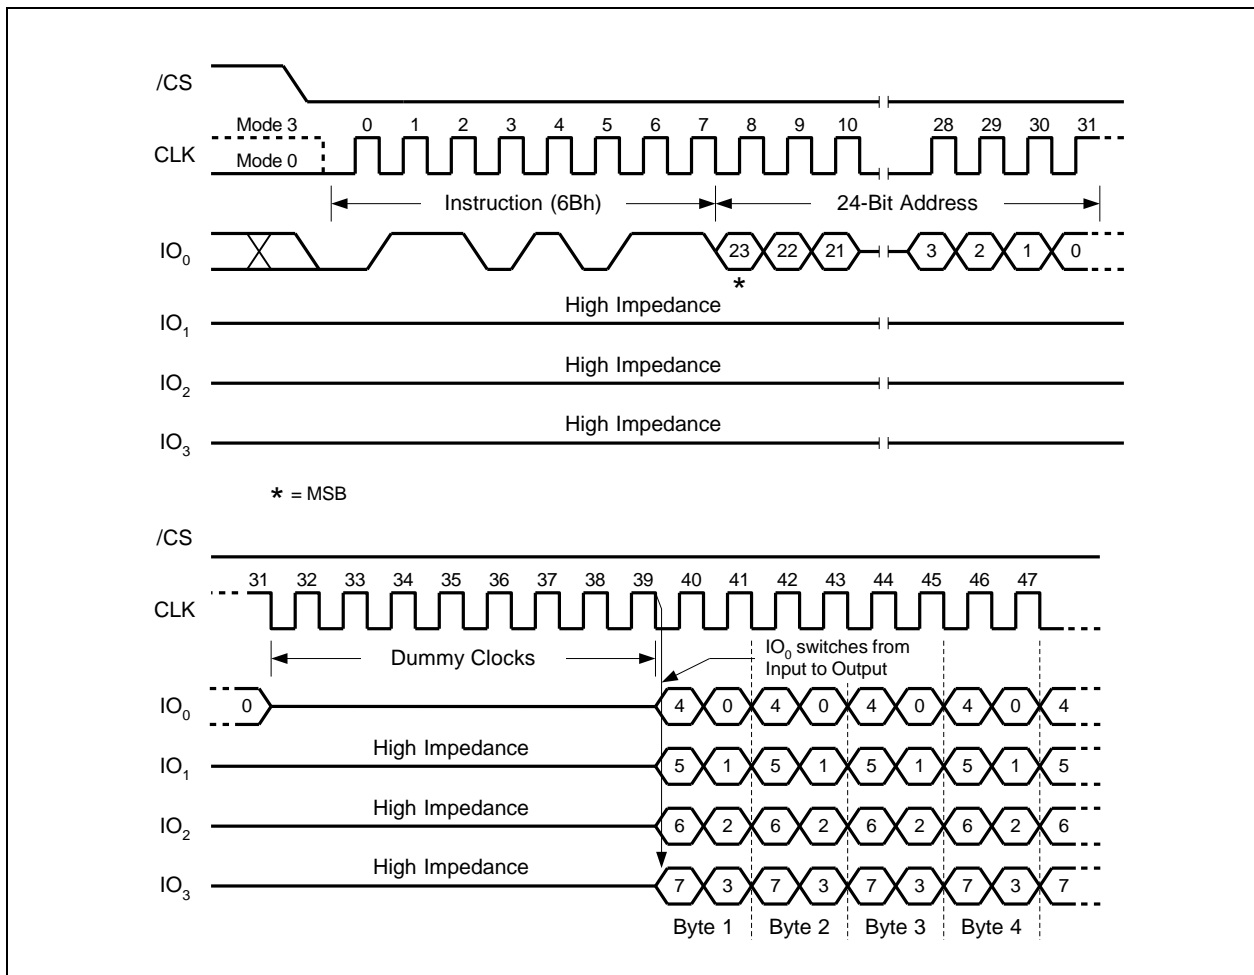 /CS
Mode 3 0 1 2 3 4 5 6 7 8 9 10 28 29 30 31
CLK Mode 0
Instruction (6Bh) 24-Bit Address
IO0 23 22 21 3 2 1 0
*
High Impedance
IO1
High Impedance
IO2
High Impedance
IO3
* = MSB
/CS
31 32 33 34 35 36 37 38 39 40 41 42 43 44 45 46 47
CLK
Dummy Clocks
IO0 switches from
Input to Output
IO0 0 4 0 4 0 4 0 4 0 4
High Impedance
IO1 5 1 5 1 5 1 5 1 5
High Impedance
IO2 6 2 6 2 6 2 6 2 6
High Impedance
IO3 7 3 7 3 7 3 7 3 7
Byte 1 Byte 2 Byte 3 Byte 4